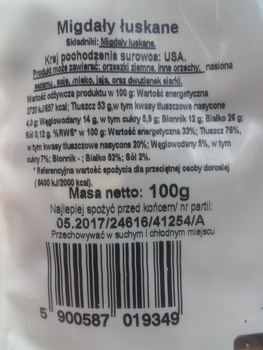 Migdały łuskane
Składniki: Migdały łuskane.
Kraj pochodzenia surowca: USA.
Produkt może zawierać: orzeszki ziemne, inne orzechy, nasiona
sezamu, soję, mleko, jaja, oraz dwutlenek siarki.
Wartość odżywcza produktu w 100 g: Wartość energetyczna
2720 kJ/657 kcal; Tłuszcz 53 g,w tym kwasy tłuszczowe nasycone
4,0 g; Węglowodany 14 g, w tym cukry 5,9 g; Błonnik 12 g; Białko 26 g;
Sól 0,12 g. %RWS* w 100 g: Wartość energetyczna 33%; Tłuszcz 76%,
w tym kwasy tłuszczowe nasycone 20%; Węglowodany 5%, w tym
cukry 7%; Błonnik - ; Białko 52%; Sól 2%.
* Referencyjna wartość spożycia dla przeciętnej osoby dorosłej
( 8400 kJ/2000 kcal).
Masa netto: 100g
Najlepiej spożyć przed końcem/ nr partii:
05.2017/24616/41254/A
Przechowywać w suchym i chłodnym miejscu
5 900587 019349